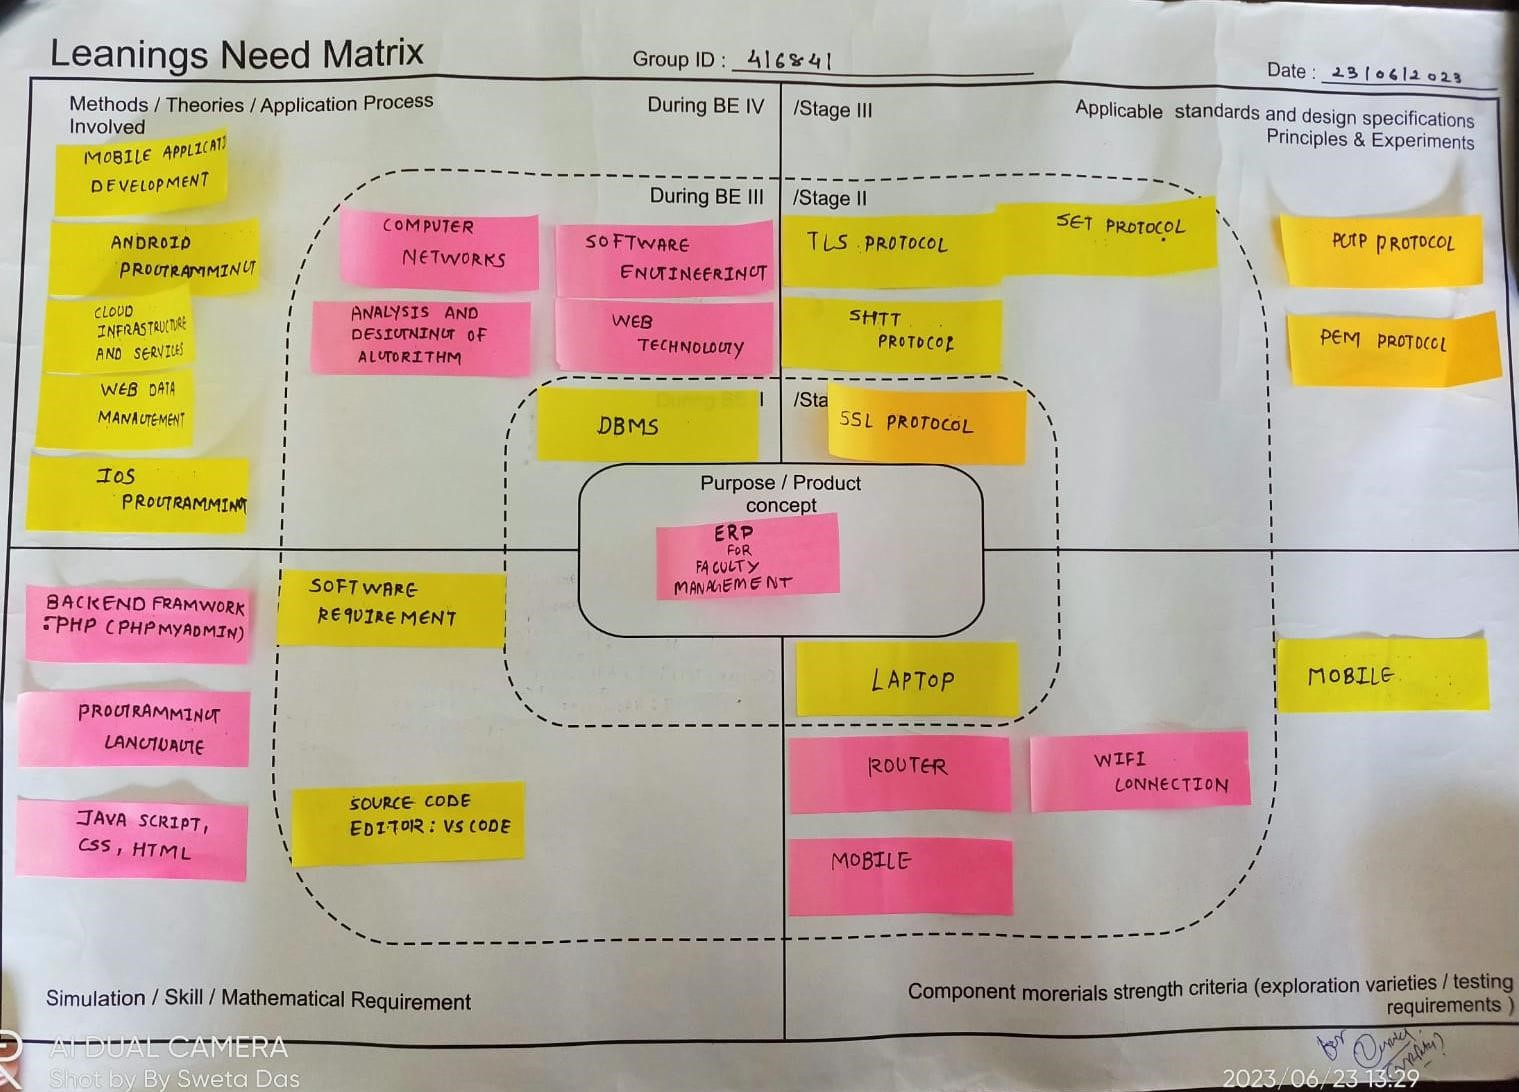 Leanings Need Matrix
Group ID : 416841
Date : 23/06/2023
Methods / Theories / Application Process
Involved
During BE IV
/Stage III
Applicable standards and design specifications
Principles & Experiments
MOBILE APPLICATI
DEVELOPMENT
ANDROID
PROGRAMMING
CLOUD
INFRASTRUCTURE
AND SERVICES
WEB DATA
MANAGEMENT
IOS
PROGRAMMING
During BE III
/Stage II
COMPUTER
NETWORKS
SOFTWARE
ENGINEERING
ANALYSIS AND
DESIGNING OF
ALGORITHM
WEB
TECHNOLOGY
TLS PROTOCOL
SET PROTOCOL
SHTT
PROTOCOL
PGP PROTOCOL
PEM PROTOCOL
During BE I
/Sta
DBMS
SSL PROTOCOL
Purpose / Product
concept
ERP
FOR
FACULTY
MANAGEMENT
BACKEND FRAMWORK
:PHP (PHPMYADMIN)
PROGRAMMING
LANGUAGE
JAVA SCRIPT,
CSS, HTML
SOFTWARE
REQUIREMENT
SOURCE CODE
EDITOR: VS CODE
LAPTOP
ROUTER
WIFI
CONNECTION
MOBILE
MOBILE
Simulation / Skill / Mathematical Requirement
Component morerials strength criteria (exploration varieties / testing
requirements )
for
AI DUAL CAMERA
Shot by By Sweta Das
2023/06/23 13:29